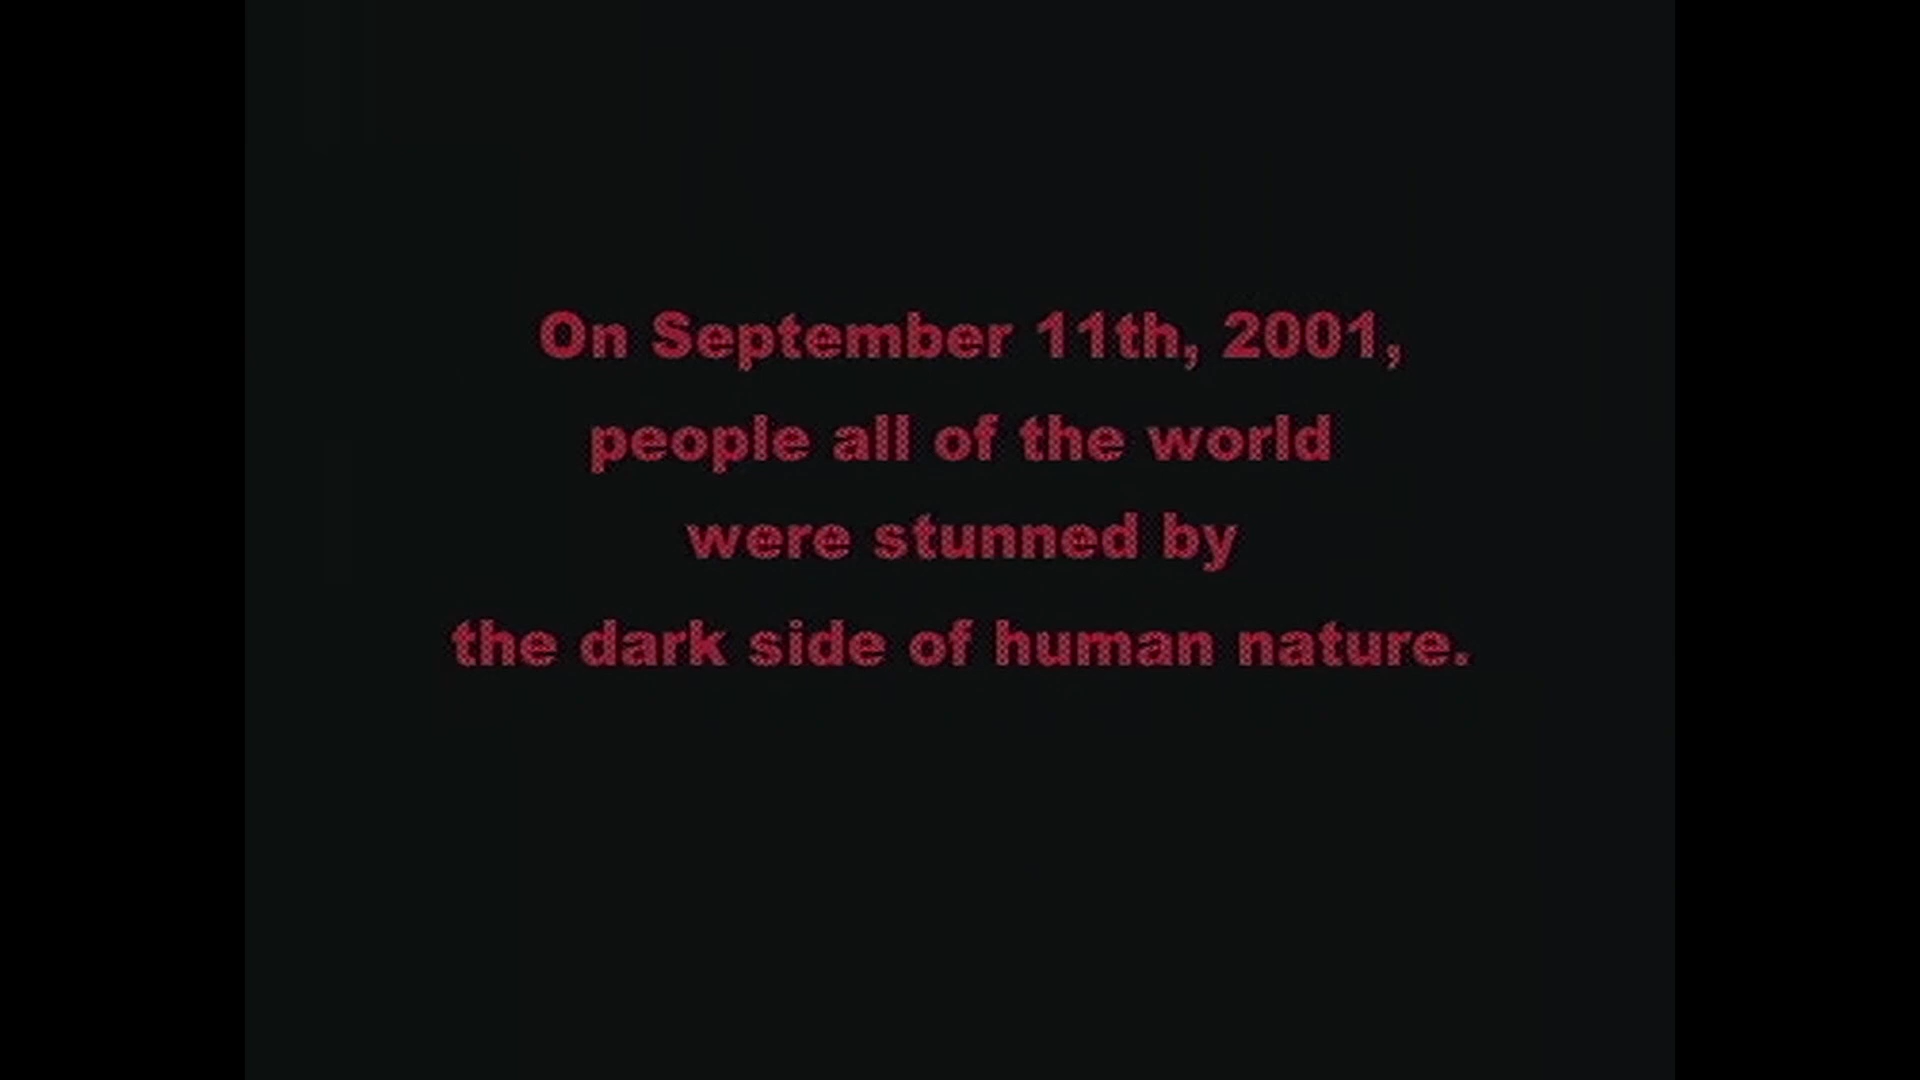 On September 11th, 2001,
people all of the world
were stunned by
the dark side of human nature.